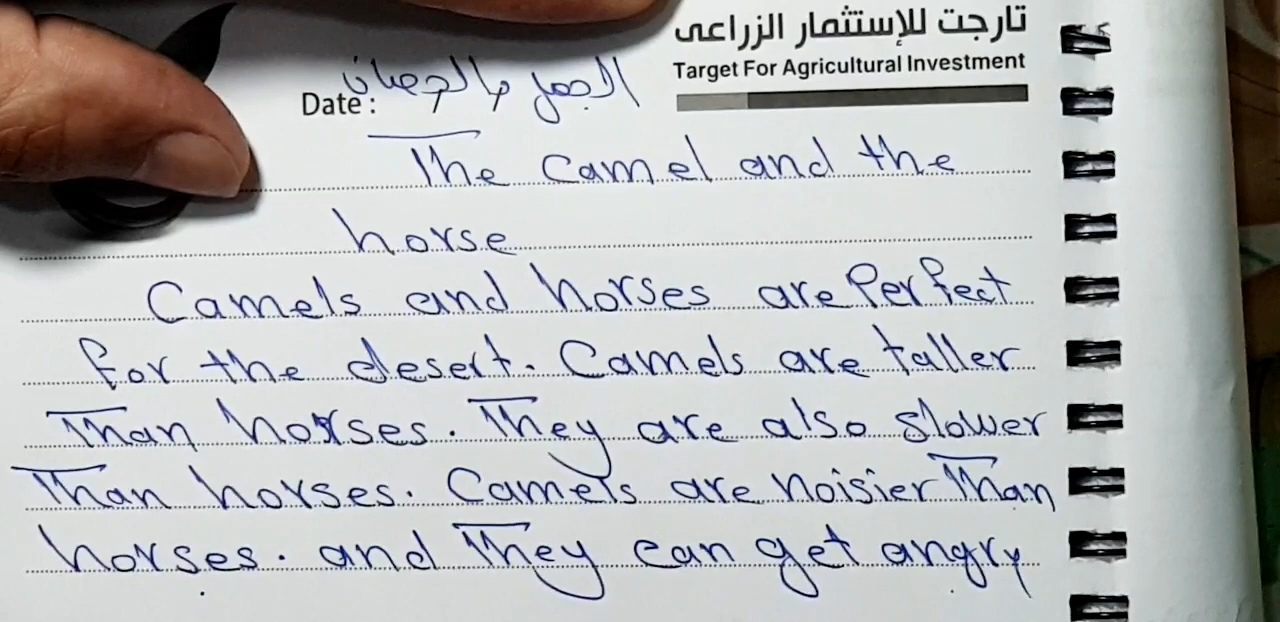 تارجت للإستثمار الزراعى
Target For Agricultural Investment
الجمل والحصان
Date :
The Camel and the
horse
Camels and horses are Perfect
for the desert. Camels are taller
Than horses. They are also slower
Than horses. Camels are noisier Than
horses. and They can get angry